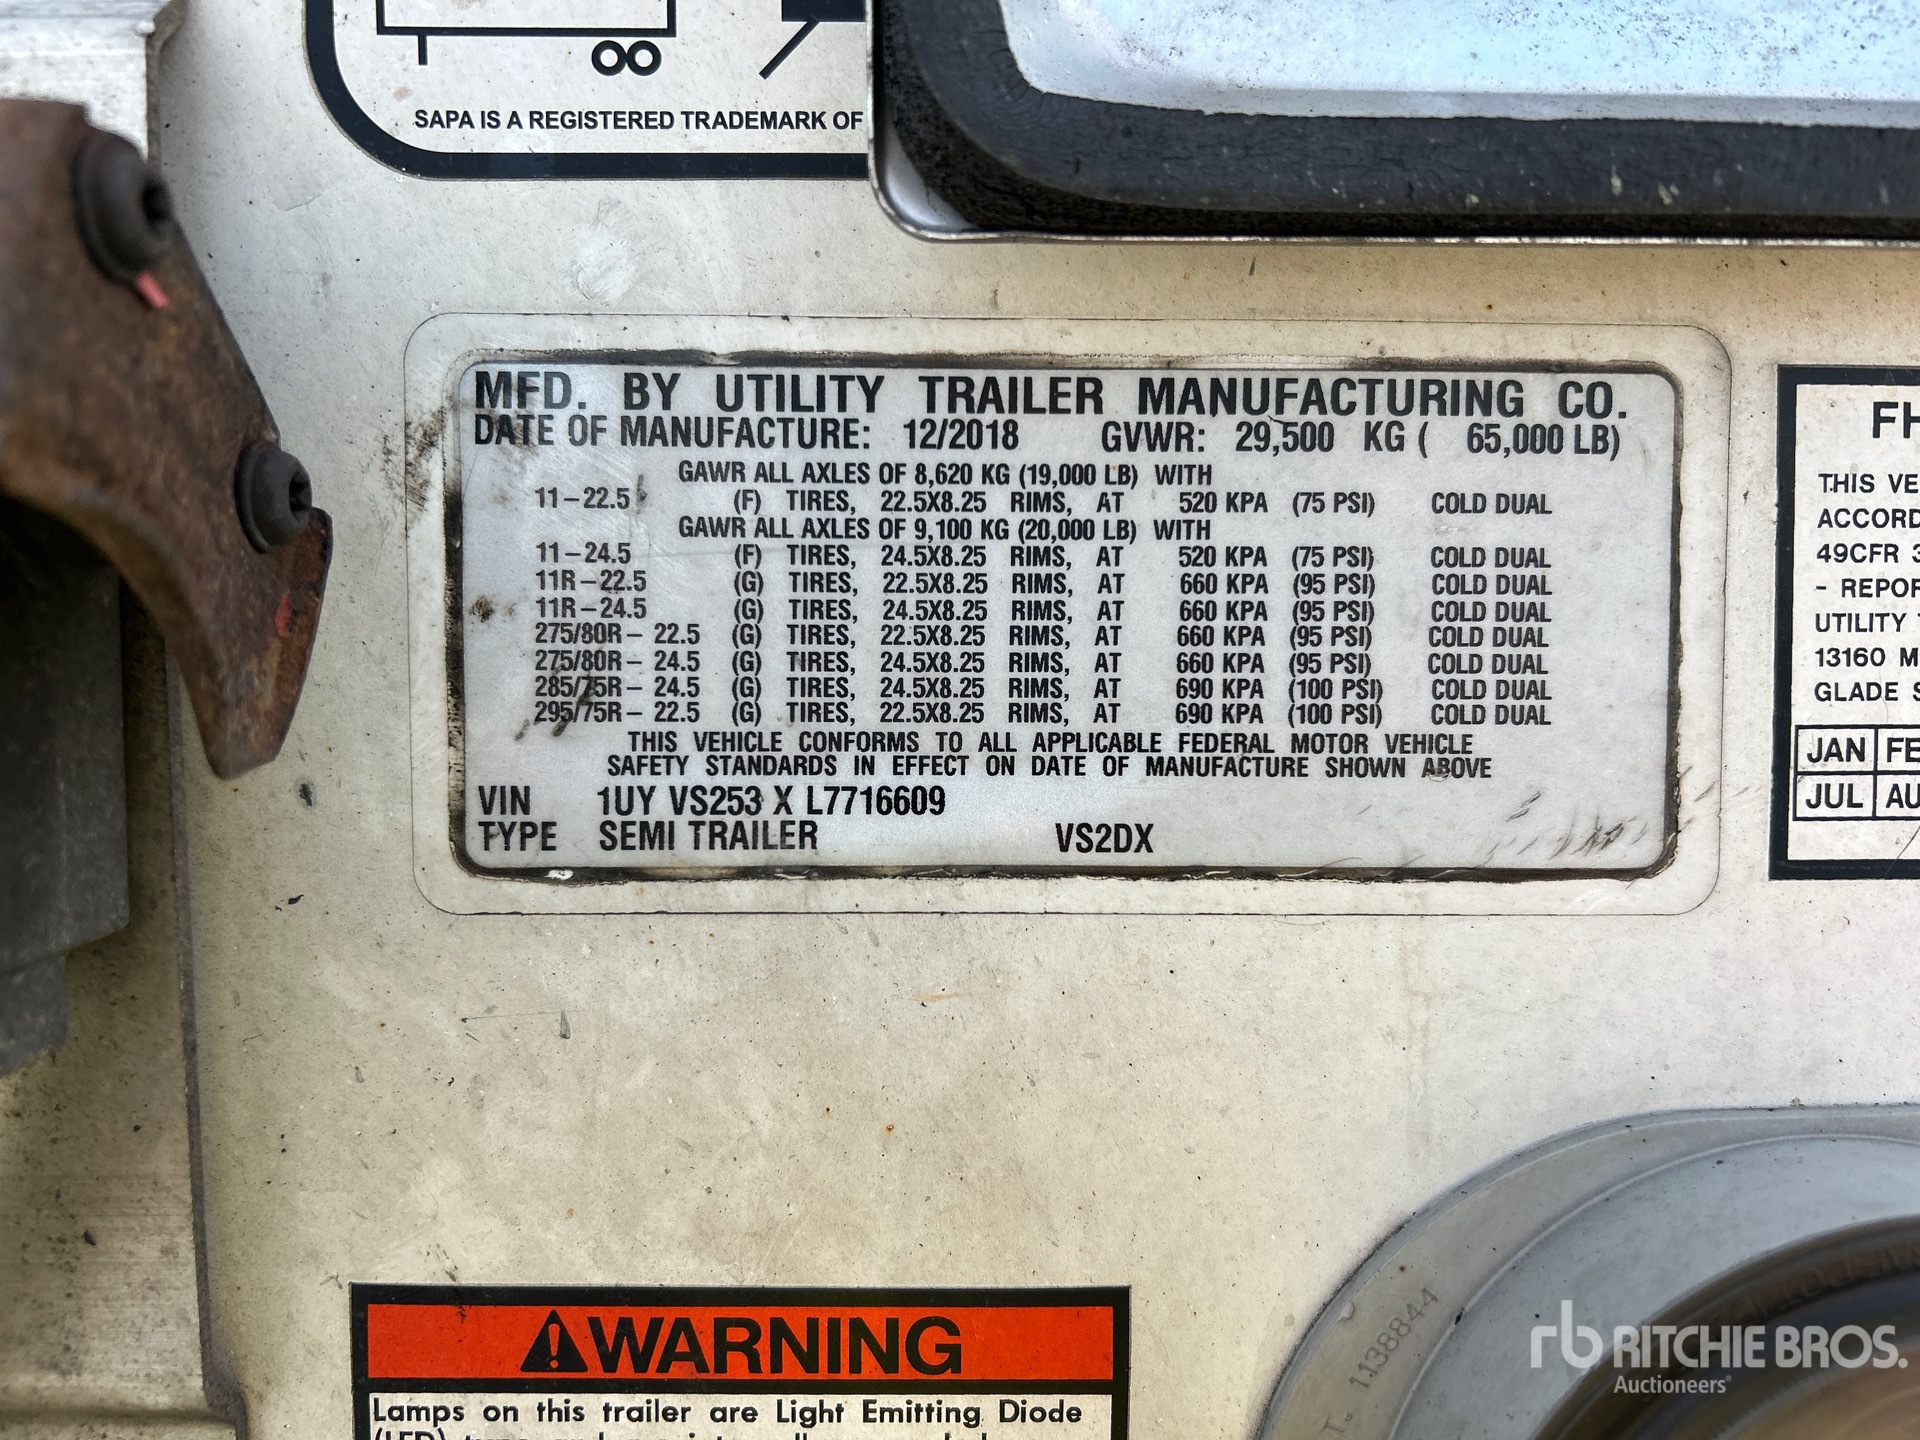 SAPA IS A REGISTERED TRADEMARK OF
MFD. BY UTILITY TRAILER MANUFACTURING CO.
DATE OF MANUFACTURE: 12/2018 GVWR: 29,500 KG ( 65,000 LB)
GAWR ALL AXLES OF 8,620 KG (19,000 LB) WITH
11-22.5 (F) TIRES, 22.5X8.25 RIMS, AT 520 KPA (75 PSI) COLD DUAL
GAWR ALL AXLES OF 9,100 KG (20,000 LB) WITH
11-24.5 (F) TIRES, 24.5X8.25 RIMS, AT 520 KPA (75 PSI) COLD DUAL
11R-22.5 (G) TIRES, 22.5X8.25 RIMS, AT 660 KPA (95 PSI) COLD DUAL
11R-24.5 (G) TIRES, 24.5X8.25 RIMS, AT 660 KPA (95 PSI) COLD DUAL
275/80R-22.5 (G) TIRES, 22.5X8.25 RIMS, AT 660 KPA (95 PSI) COLD DUAL
275/80R-24.5 (G) TIRES, 24.5X8.25 RIMS, AT 660 KPA (95 PSI) COLD DUAL
285/75R-24.5 (G) TIRES, 24.5X8.25 RIMS, AT 690 KPA (100 PSI) COLD DUAL
295/75R-22.5 (G) TIRES, 22.5X8.25 RIMS, AT 690 KPA (100 PSI) COLD DUAL
THIS VEHICLE CONFORMS TO ALL APPLICABLE FEDERAL MOTOR VEHICLE
SAFETY STANDARDS IN EFFECT ON DATE OF MANUFACTURE SHOWN ABOVE
VIN 1UY VS253 X L7716609
TYPE SEMI TRAILER VS2DX
FH
THIS VE
ACCORD
49CFR 3
- REPOR
UTILITY
13160 M
GLADE S
JAN FE
JUL AU
WARNING
Lamps on this trailer are Light Emitting Diode
1.138844
rb RITCHIE BROS.
Auctioneers